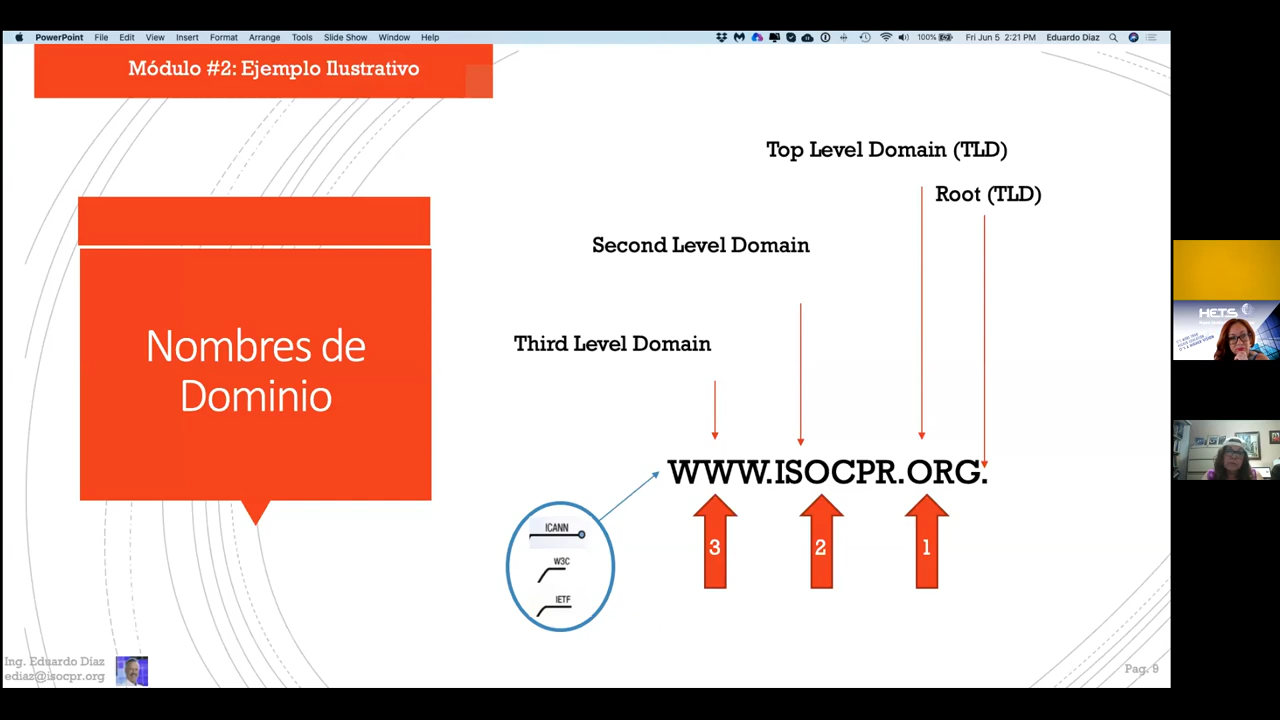 PowerPoint File Edit View Insert Format Arrange Tools Slide Show Window Help 100% Fri Jun 5 2:21 PM Eduardo Diaz
Módulo #2: Ejemplo Ilustrativo
Top Level Domain (TLD)
Root (TLD)
Second Level Domain
Third Level Domain
Nombres de
Dominio
WWW.ISOCPR.ORG.
3 2 1
ICANN
W3C
IETF
HETS
Ing. Eduardo Díaz
ediaz@isocpr.org
Pag. 9